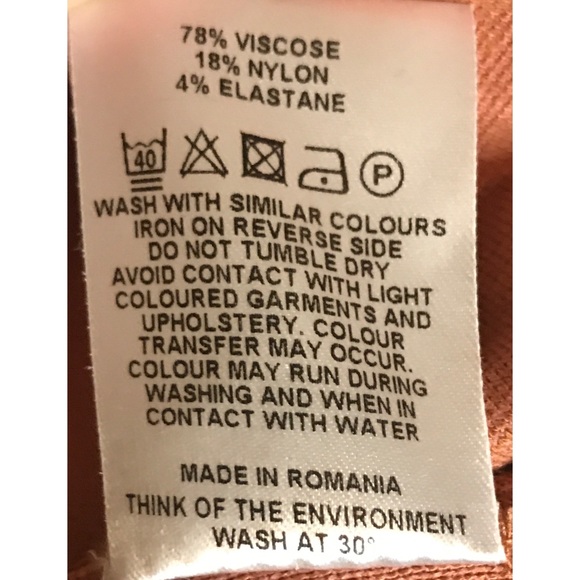 78% VISCOSE
18% NYLON
4% ELASTANE
40 P
WASH WITH SIMILAR COLOURS
IRON ON REVERSE SIDE
DO NOT TUMBLE DRY
AVOID CONTACT WITH LIGHT
COLOURED GARMENTS AND
UPHOLSTERY. COLOUR
TRANSFER MAY OCCUR.
COLOUR MAY RUN DURING
WASHING AND WHEN IN
CONTACT WITH WATER
MADE IN ROMANIA
THINK OF THE ENVIRONMENT
WASH AT 30°